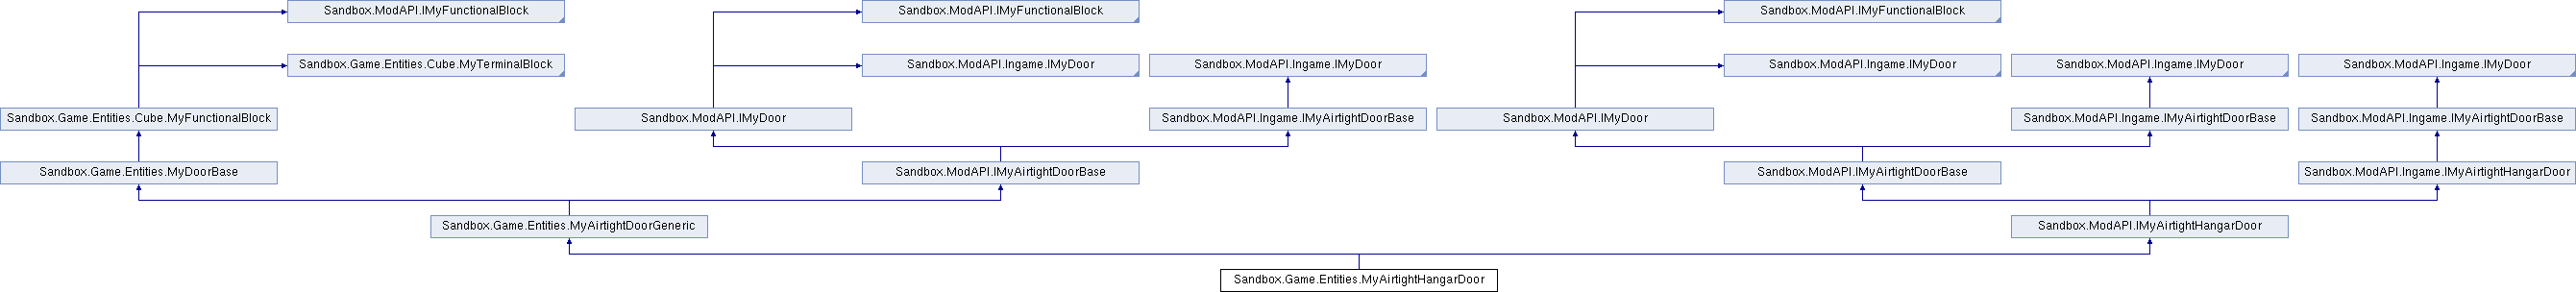 Sandbox.ModAPI.IMyFunctionalBlock
Sandbox.ModAPI.IMyFunctionalBlock
Sandbox.ModAPI.IMyFunctionalBlock
Sandbox.Game.Entities.Cube.MyTerminalBlock
Sandbox.ModAPI.Ingame.IMyDoor
Sandbox.ModAPI.Ingame.IMyDoor
Sandbox.ModAPI.Ingame.IMyDoor
Sandbox.ModAPI.Ingame.IMyDoor
Sandbox.ModAPI.Ingame.IMyDoor
Sandbox.Game.Entities.Cube.MyFunctionalBlock
Sandbox.ModAPI.IMyDoor
Sandbox.ModAPI.Ingame.IMyAirtightDoorBase
Sandbox.ModAPI.IMyDoor
Sandbox.ModAPI.Ingame.IMyAirtightDoorBase
Sandbox.ModAPI.Ingame.IMyAirtightDoorBase
Sandbox.Game.Entities.MyDoorBase
Sandbox.ModAPI.IMyAirtightDoorBase
Sandbox.ModAPI.IMyAirtightDoorBase
Sandbox.ModAPI.Ingame.IMyAirtightHangarDoor
Sandbox.Game.Entities.MyAirtightDoorGeneric
Sandbox.ModAPI.IMyAirtightHangarDoor
Sandbox.Game.Entities.MyAirtightHangarDoor